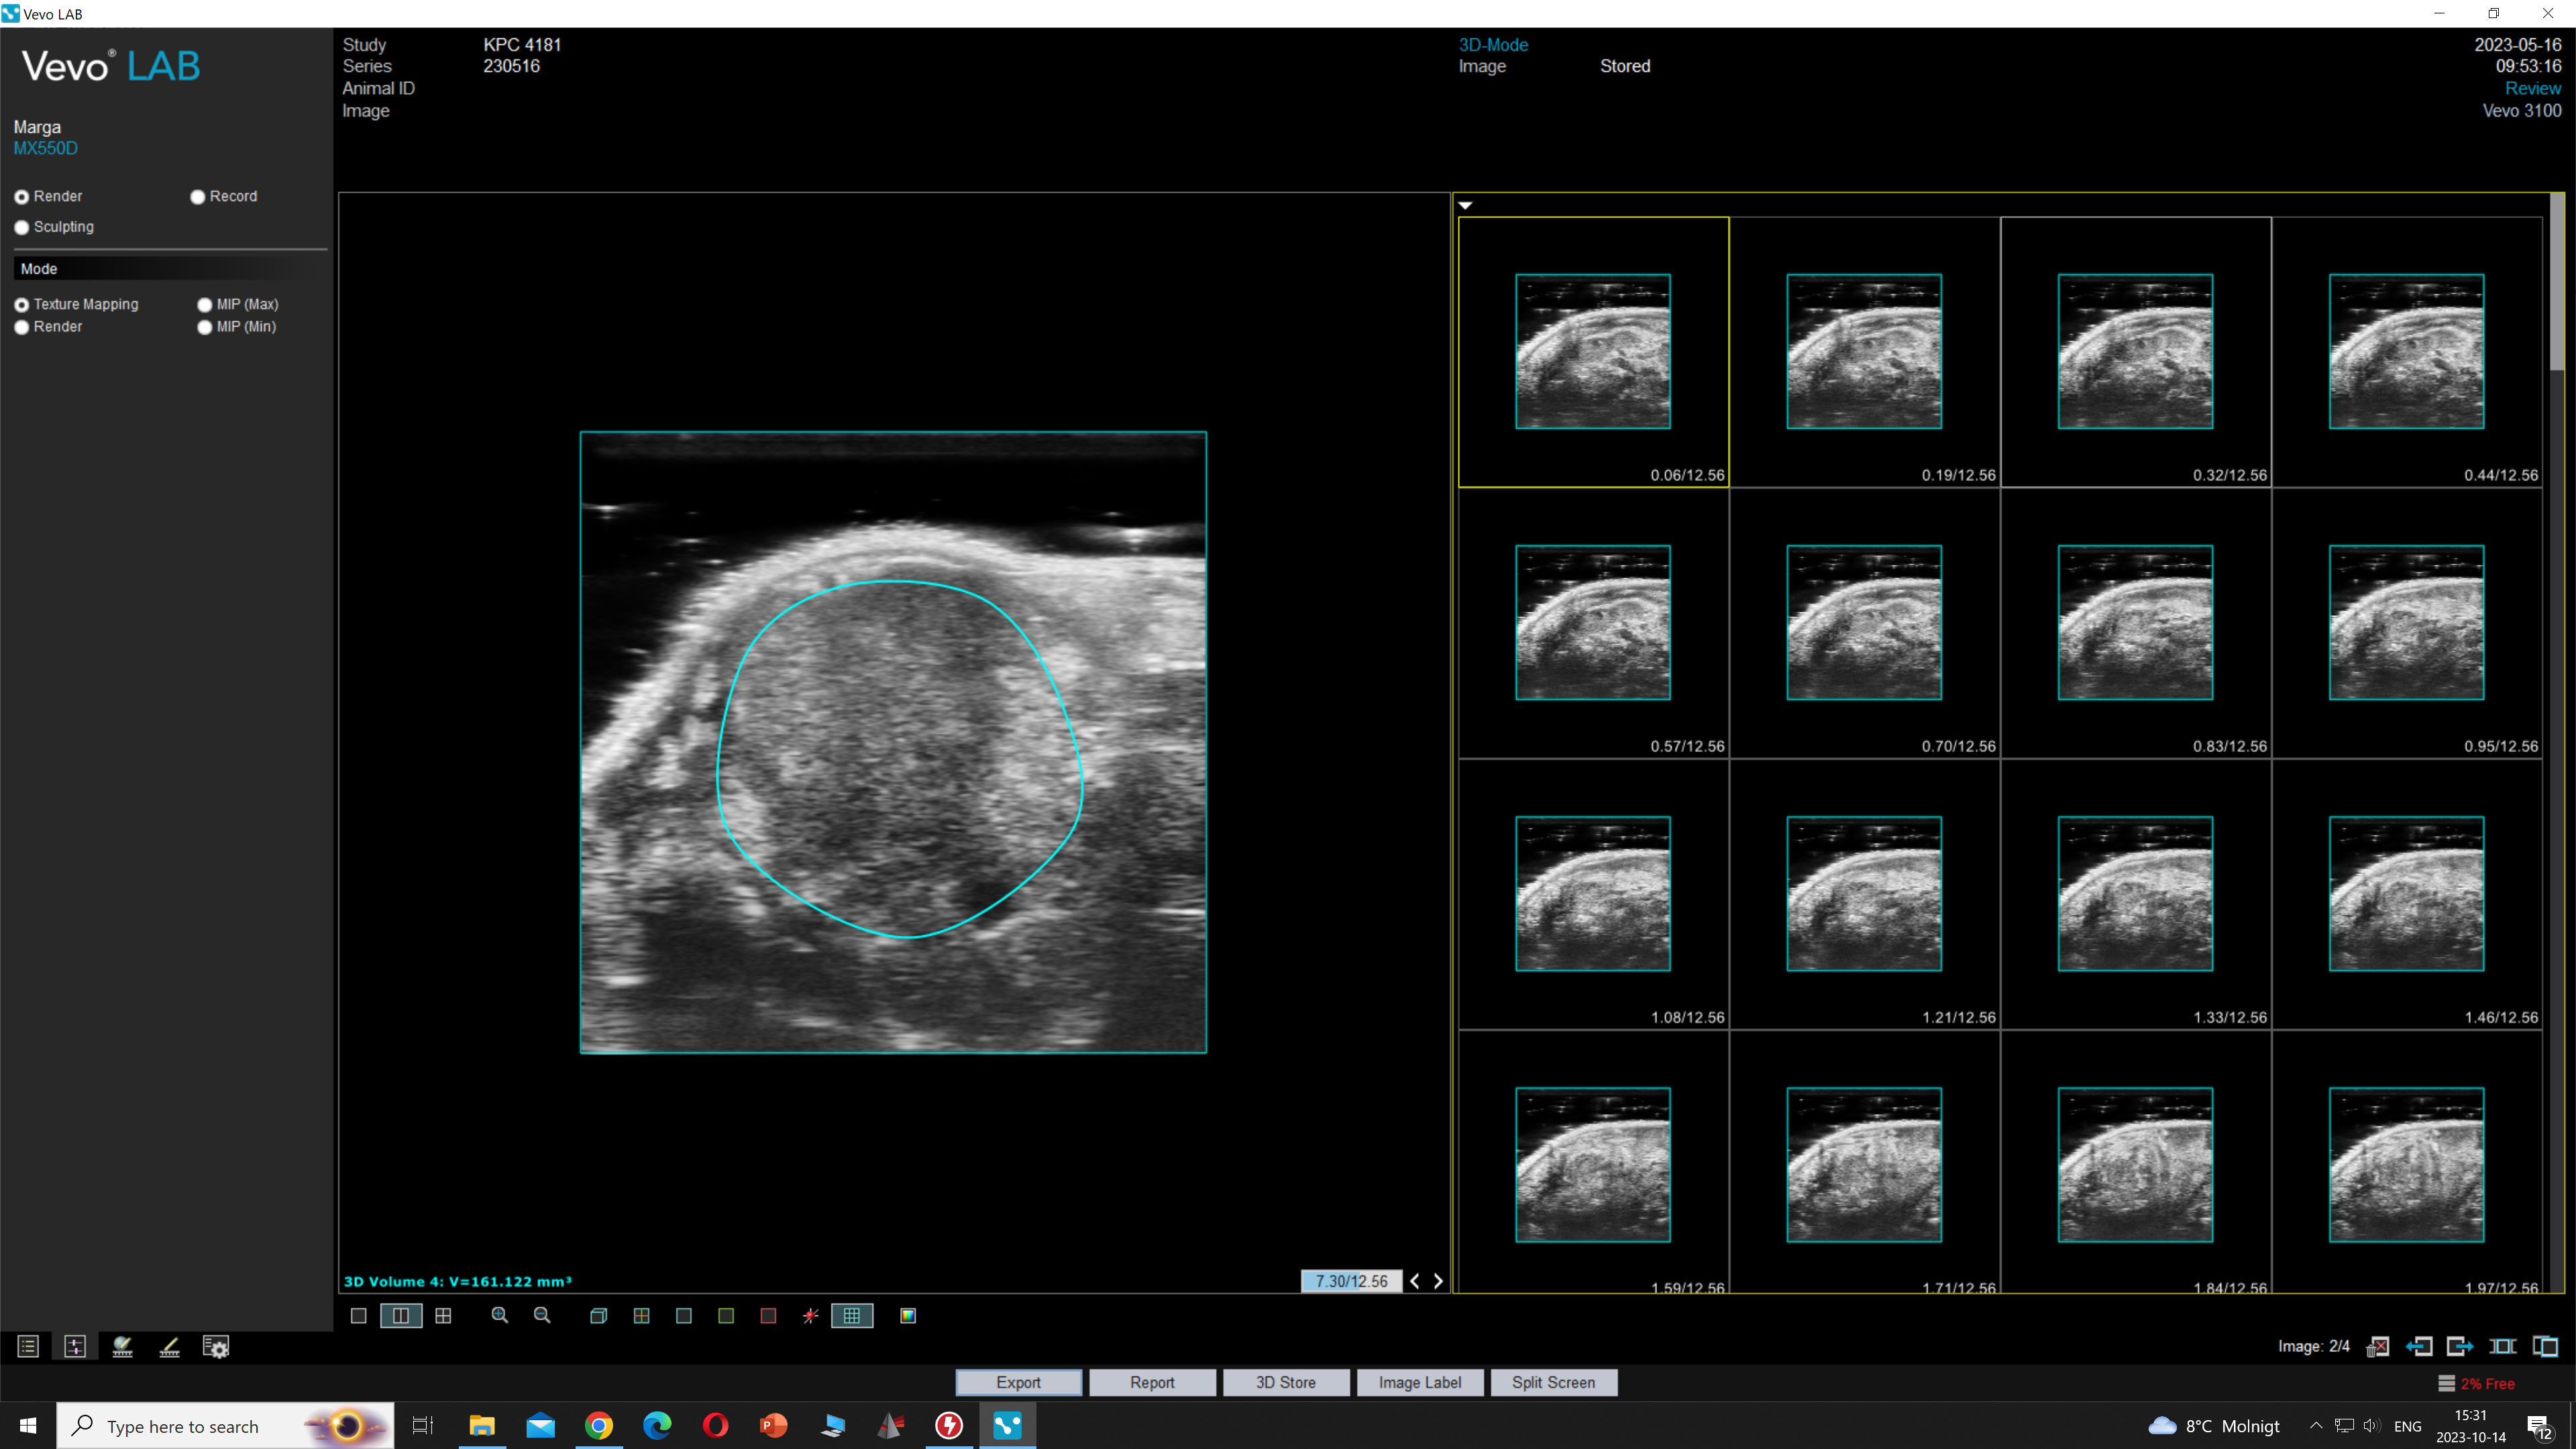 Vevo LAB
Vevo® LAB
Study KPC 4181
Series 230516
Animal ID
Image
3D-Mode
Image Stored
2023-05-16
09:53:16
Review
Vevo 3100
Marga
MX550D
Render Record
Sculpting
Mode
Texture Mapping MIP (Max)
Render MIP (Min)
0.06/12.56 0.19/12.56 0.32/12.56 0.44/12.56
0.57/12.56 0.70/12.56 0.83/12.56 0.95/12.56
1.08/12.56 1.21/12.56 1.33/12.56 1.46/12.56
1.59/12.56 1.71/12.56 1.84/12.56 1.97/12.56
3D Volume 4: V=161.122 mm³
7.30/12.56
Image: 2/4
Export Report 3D Store Image Label Split Screen
2% Free
Type here to search
8°C Molnigt
ENG
15:31
2023-10-14
12